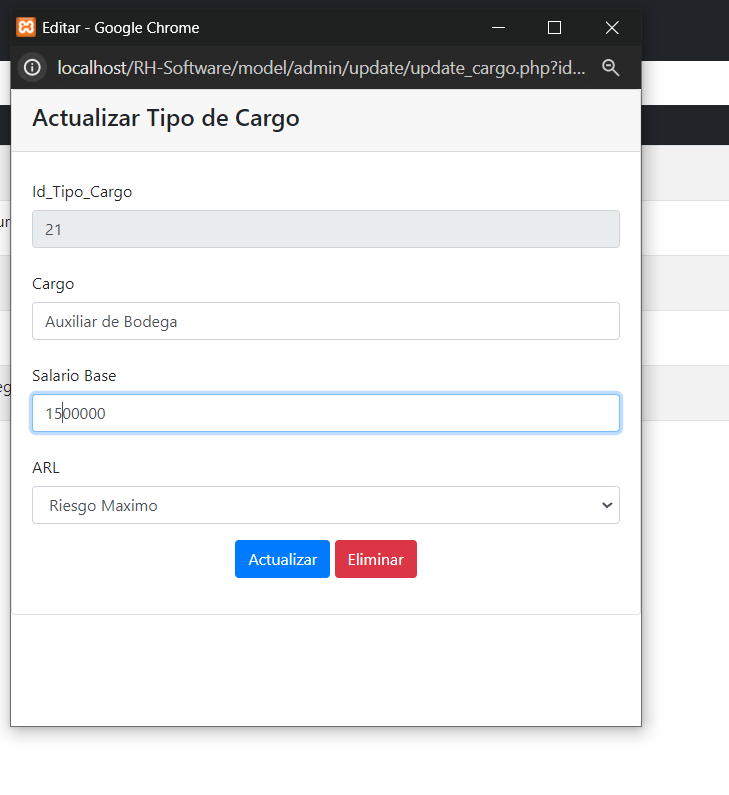 Editar - Google Chrome
localhost/RH-Software/model/admin/update/update_cargo.php?id...
Actualizar Tipo de Cargo
Id_Tipo_Cargo
21
Cargo
Auxiliar de Bodega
Salario Base
1500000
ARL
Riesgo Maximo
Actualizar Eliminar